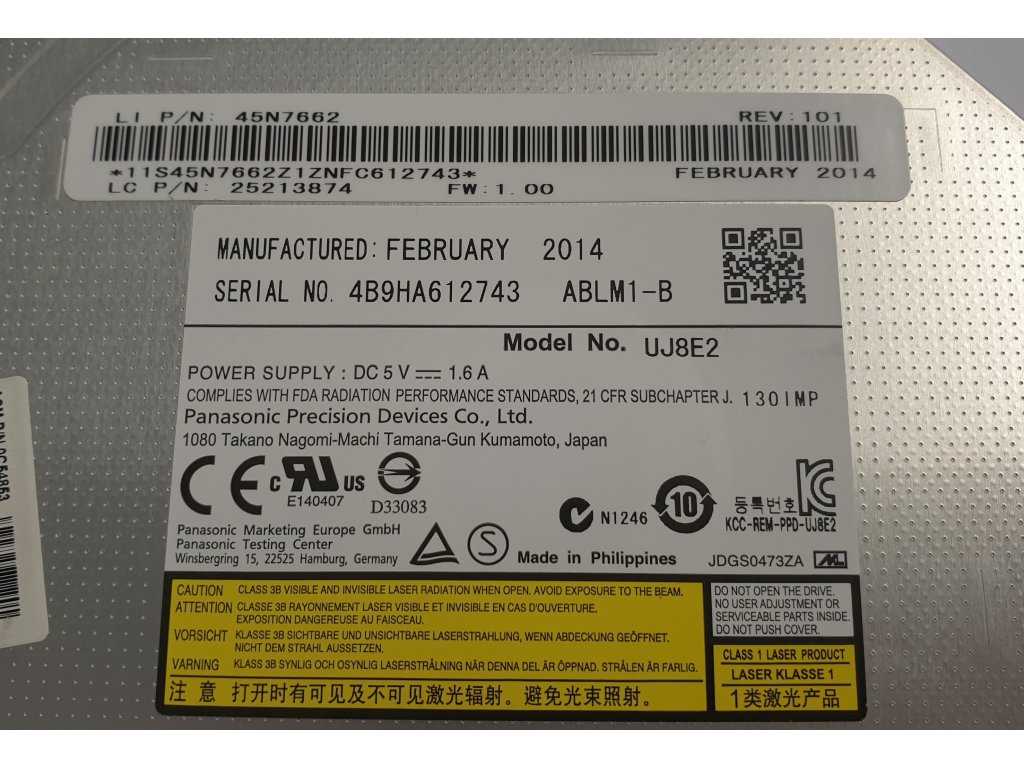 LI P/N: 45N7662 REV:101
*11S45N7662Z1ZNFC612743* FEBRUARY 2014
LC P/N: 25213874 FW:1.00
MANUFACTURED: FEBRUARY 2014
SERIAL NO. 4B9HA612743 ABLM1-B
Model No. UJ8E2
POWER SUPPLY : DC 5 V 1.6 A
COMPLIES WITH FDA RADIATION PERFORMANCE STANDARDS, 21 CFR SUBCHAPTER J. 130IMP
Panasonic Precision Devices Co., Ltd.
1080 Takano Nagomi-Machi Tamana-Gun Kumamoto, Japan
CE c RU US
E140407 D33083
N1246 10 등록번호
KCC-REM-PPD-UJ8E2
Panasonic Marketing Europe GmbH
Panasonic Testing Center
Winsbergring 15, 22525 Hamburg, Germany
S Made in Philippines JDGS0473ZA
CAUTION CLASS 3B VISIBLE AND INVISIBLE LASER RADIATION WHEN OPEN. AVOID EXPOSURE TO THE BEAM.
ATTENTION CLASSE 3B RAYONNEMENT LASER VISIBLE ET INVISIBLE EN CAS D'OUVERTURE.
EXPOSITION DANGEREUSE AU FAISCEAU.
VORSICHT KLASSE 3B SICHTBARE UND UNSICHTBARE LASERSTRAHLUNG, WENN ABDECKUNG GEÖFFNET.
NICHT DEM STRAHL AUSSETZEN.
VARNING KLASS 3B SYNLIG OCH OSYNLIG LASERSTRÅLNING NÄR DENNA DEL ÄR ÖPPNAD. STRÅLEN ÄR FARLIG.
注 意 打开时有可见及不可见激光辐射。避免光束照射。
DO NOT OPEN THE DRIVE.
NO USER ADJUSTMENT OR
SERVICEABLE PARTS INSIDE.
DO NOT PUSH COVER.
CLASS 1 LASER PRODUCT
LASER KLASSE 1
1类激光产品